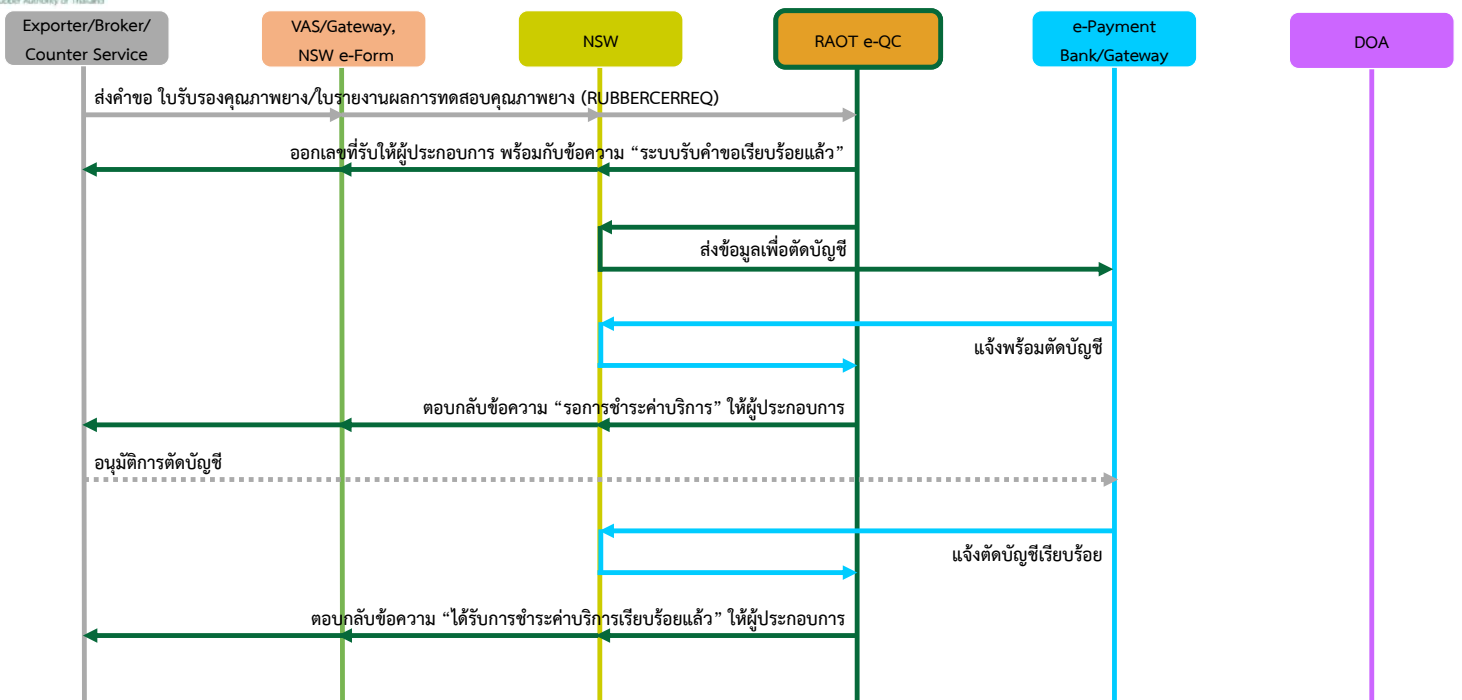 Rubber Authority of Thailand
Exporter/Broker/
Counter Service
VAS/Gateway,
NSW e-Form
NSW
RAOT e-QC
e-Payment
Bank/Gateway
DOA
ส่งคำขอ ใบรับรองคุณภาพยาง/ใบรายงานผลการทดสอบคุณภาพยาง (RUBBERCERREQ)
ออกเลขที่รับให้ผู้ประกอบการ พร้อมกับข้อความ “ระบบรับคำขอเรียบร้อยแล้ว”
ส่งข้อมูลเพื่อตัดบัญชี
แจ้งพร้อมตัดบัญชี
ตอบกลับข้อความ “รอการชำระค่าบริการ” ให้ผู้ประกอบการ
อนุมัติการตัดบัญชี
แจ้งตัดบัญชีเรียบร้อย
ตอบกลับข้อความ “ได้รับการชำระค่าบริการเรียบร้อยแล้ว” ให้ผู้ประกอบการ